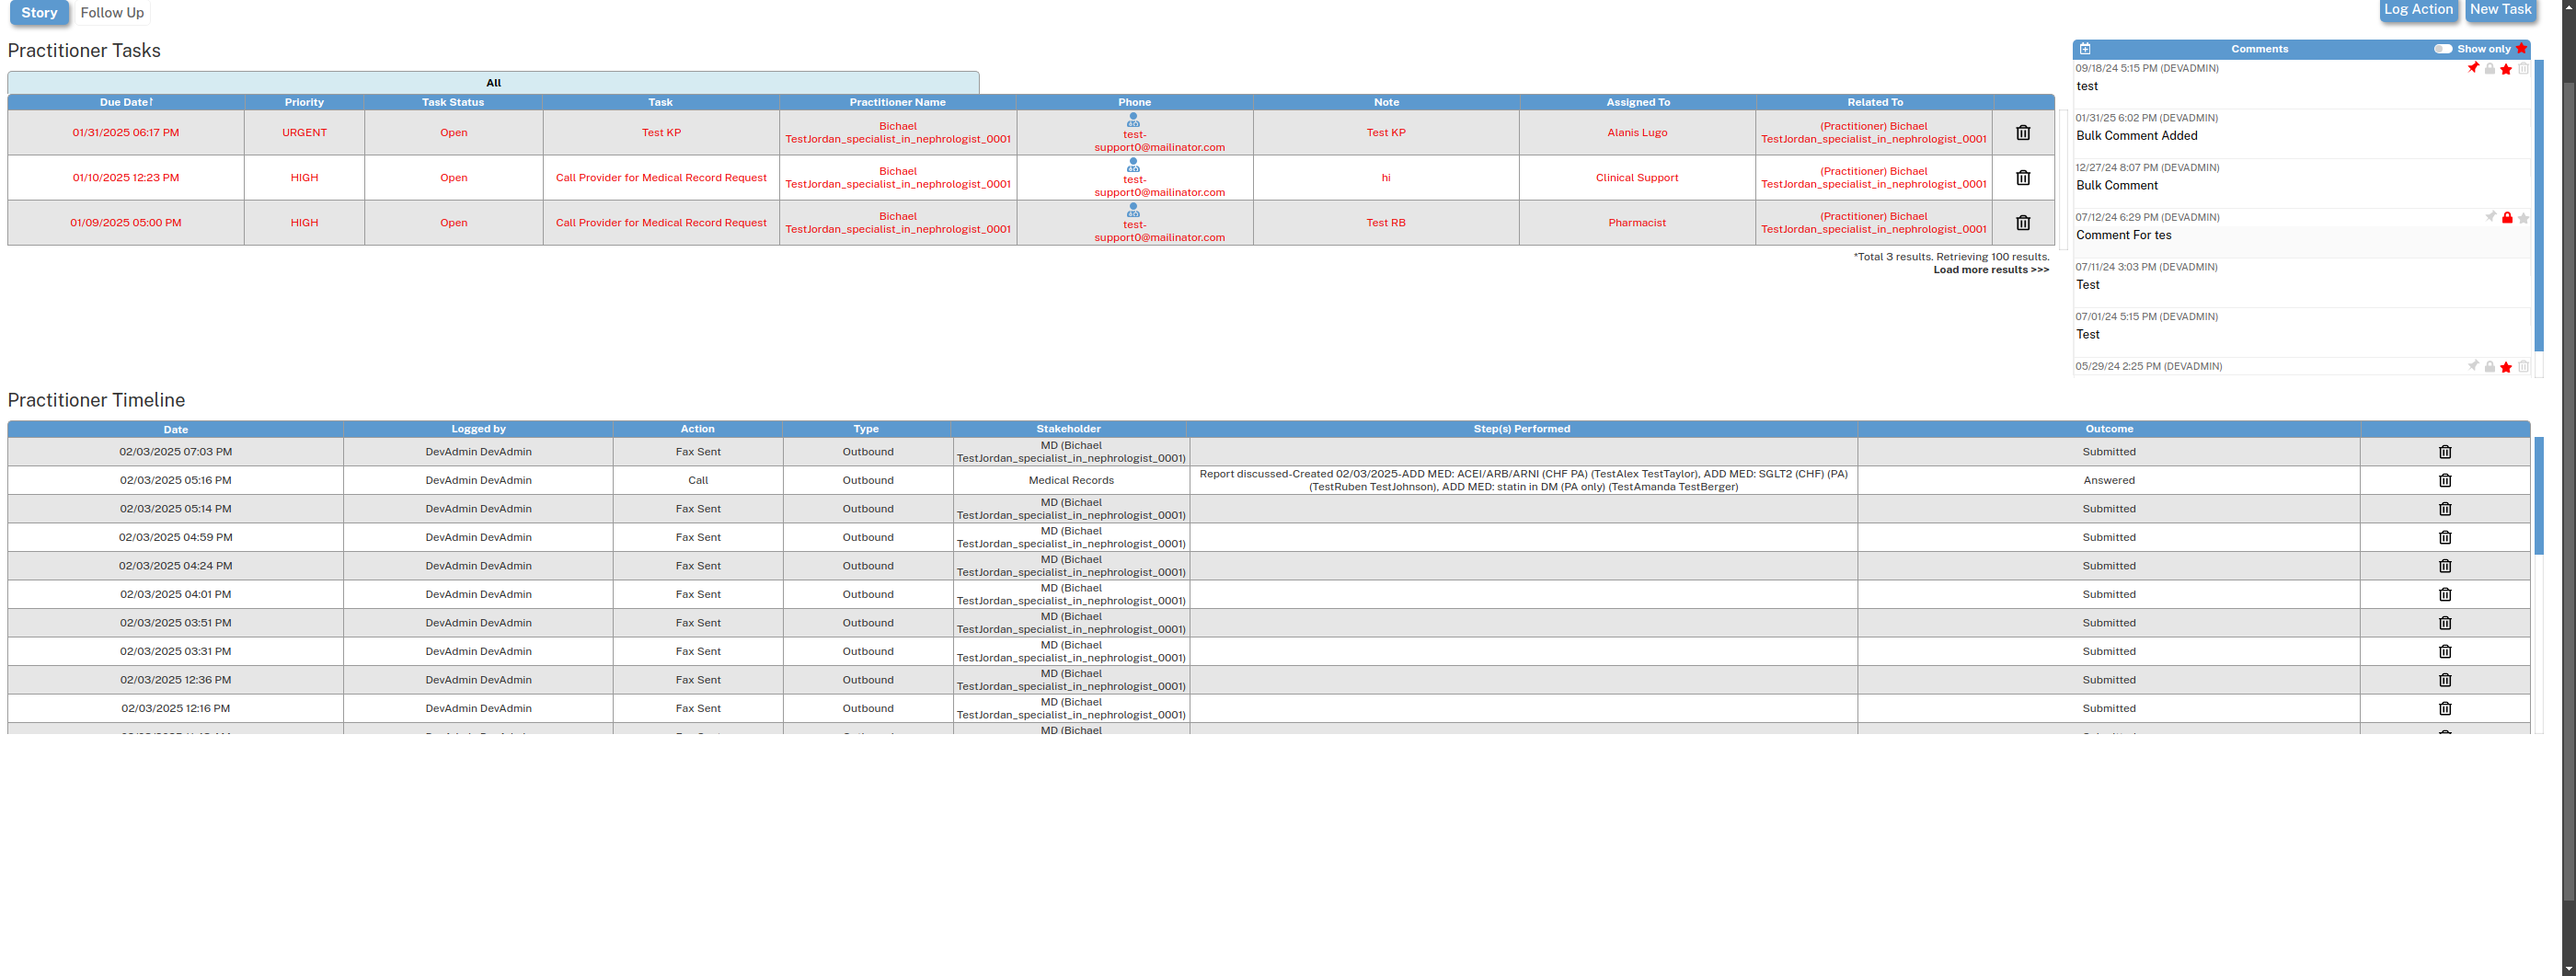 Story Follow Up Log Action New Task
Practitioner Tasks
All
Due Date↑ Priority Task Status Task Practitioner Name Phone Note Assigned To Related To
01/31/2025 06:17 PM URGENT Open Test KP Bichael TestJordan_specialist_in_nephrologist_0001 test-support0@mailinator.com Test KP Alanis Lugo (Practitioner) Bichael TestJordan_specialist_in_nephrologist_0001
01/10/2025 12:23 PM HIGH Open Call Provider for Medical Record Request Bichael TestJordan_specialist_in_nephrologist_0001 test-support0@mailinator.com hi Clinical Support (Practitioner) Bichael TestJordan_specialist_in_nephrologist_0001
01/09/2025 05:00 PM HIGH Open Call Provider for Medical Record Request Bichael TestJordan_specialist_in_nephrologist_0001 test-support0@mailinator.com Test RB Pharmacist (Practitioner) Bichael TestJordan_specialist_in_nephrologist_0001
*Total 3 results. Retrieving 100 results.
Load more results >>>
Comments Show only
09/18/24 5:15 PM (DEVADMIN)
test
01/31/25 6:02 PM (DEVADMIN)
Bulk Comment Added
12/27/24 8:07 PM (DEVADMIN)
Bulk Comment
07/12/24 6:29 PM (DEVADMIN)
Comment For tes
07/11/24 3:03 PM (DEVADMIN)
Test
07/01/24 5:15 PM (DEVADMIN)
Test
05/29/24 2:25 PM (DEVADMIN)
Practitioner Timeline
Date Logged by Action Type Stakeholder Step(s) Performed Outcome
02/03/2025 07:03 PM DevAdmin DevAdmin Fax Sent Outbound MD (Bichael TestJordan_specialist_in_nephrologist_0001) Submitted
02/03/2025 05:16 PM DevAdmin DevAdmin Call Outbound Medical Records Report discussed-Created 02/03/2025-ADD MED: ACEI/ARB/ARNI (CHF PA) (TestAlex TestTaylor), ADD MED: SGLT2 (CHF) (PA) (TestRuben TestJohnson), ADD MED: statin in DM (PA only) (TestAmanda TestBerger) Answered
02/03/2025 05:14 PM DevAdmin DevAdmin Fax Sent Outbound MD (Bichael TestJordan_specialist_in_nephrologist_0001) Submitted
02/03/2025 04:59 PM DevAdmin DevAdmin Fax Sent Outbound MD (Bichael TestJordan_specialist_in_nephrologist_0001) Submitted
02/03/2025 04:24 PM DevAdmin DevAdmin Fax Sent Outbound MD (Bichael TestJordan_specialist_in_nephrologist_0001) Submitted
02/03/2025 04:01 PM DevAdmin DevAdmin Fax Sent Outbound MD (Bichael TestJordan_specialist_in_nephrologist_0001) Submitted
02/03/2025 03:51 PM DevAdmin DevAdmin Fax Sent Outbound MD (Bichael TestJordan_specialist_in_nephrologist_0001) Submitted
02/03/2025 03:31 PM DevAdmin DevAdmin Fax Sent Outbound MD (Bichael TestJordan_specialist_in_nephrologist_0001) Submitted
02/03/2025 12:36 PM DevAdmin DevAdmin Fax Sent Outbound MD (Bichael TestJordan_specialist_in_nephrologist_0001) Submitted
02/03/2025 12:16 PM DevAdmin DevAdmin Fax Sent Outbound MD (Bichael TestJordan_specialist_in_nephrologist_0001) Submitted
MD (Bichael